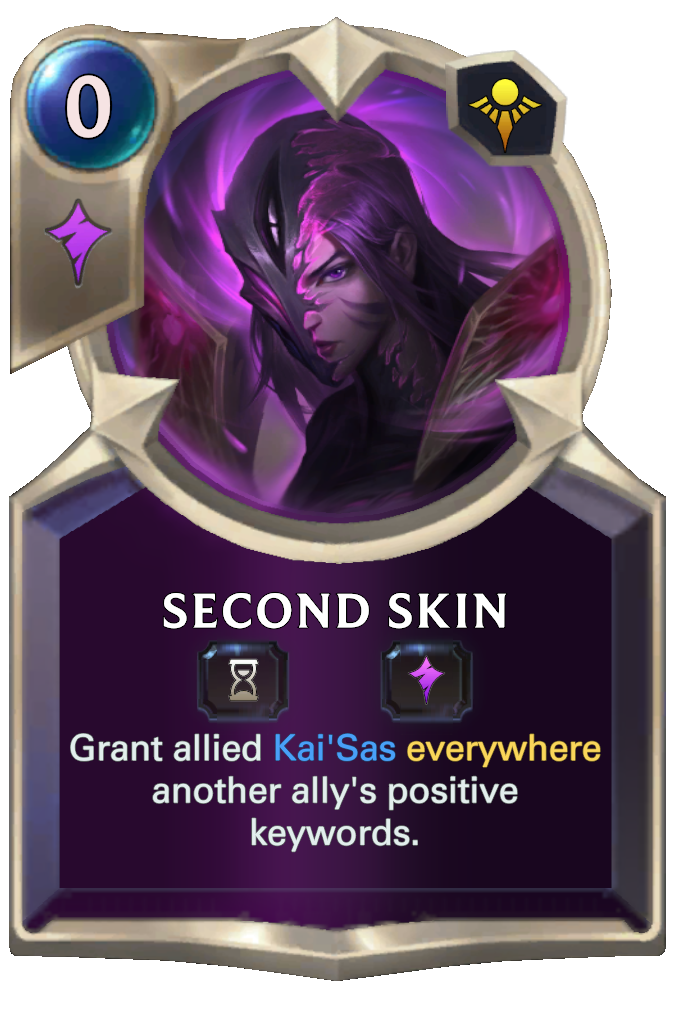 0
SECOND SKIN
Grant allied Kai'Sas everywhere
another ally's positive
keywords.